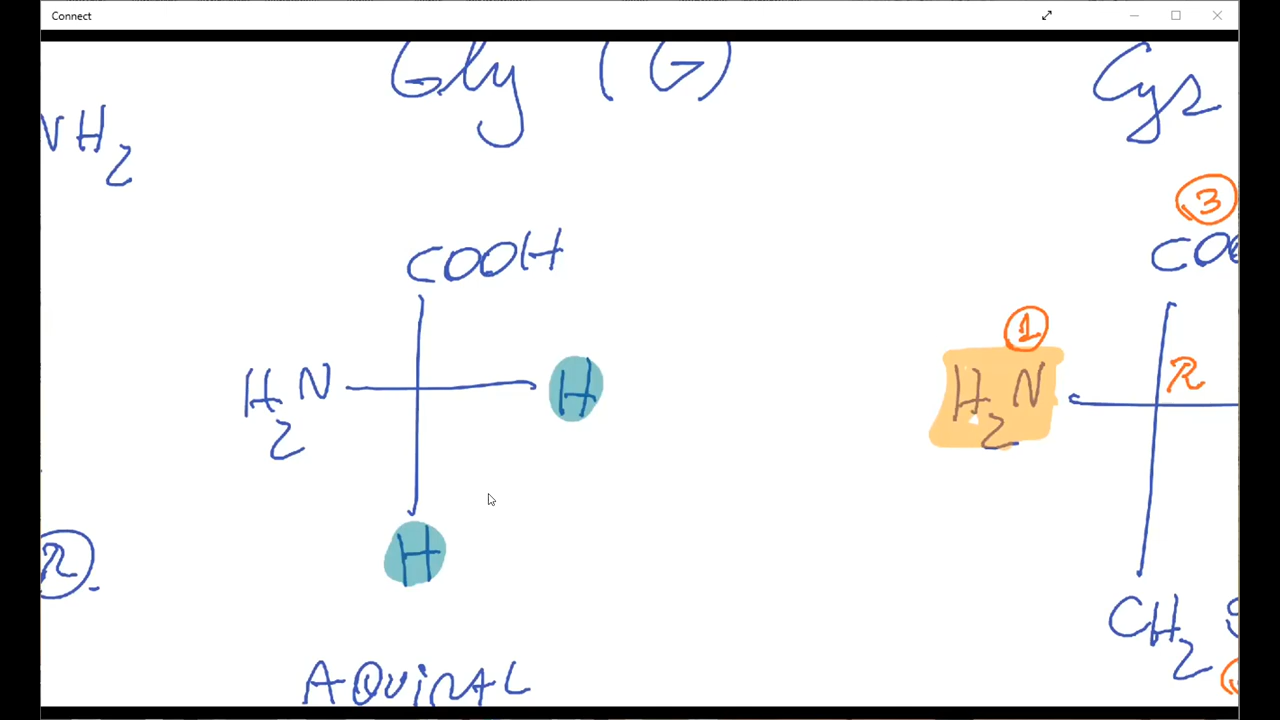 Connect
Gly (G)
Cys
NH2
3
COOH
COO
1
H2N
H
H2N
R
H
R.
CH2 S
AQUIRAL